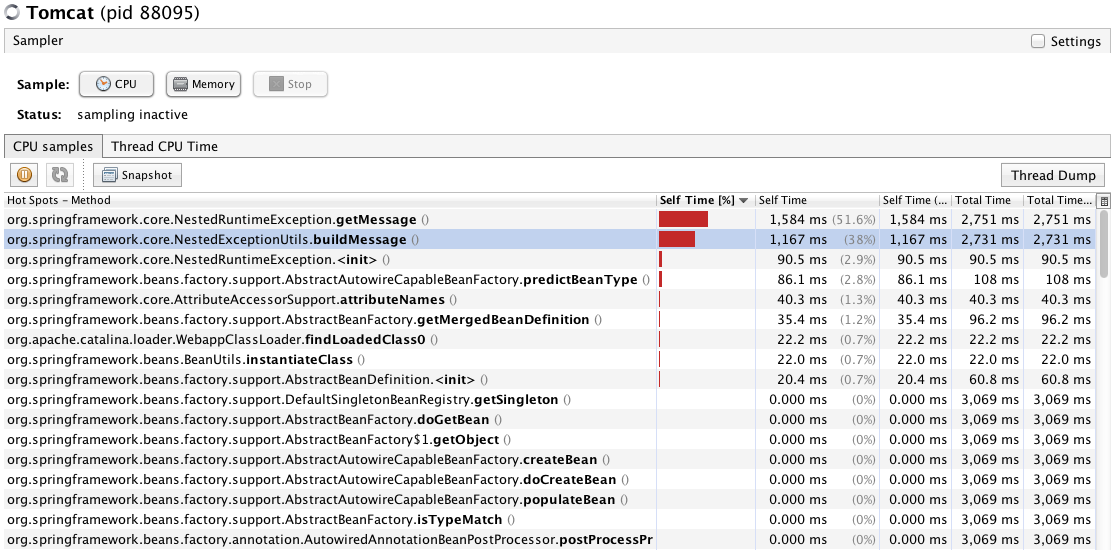 Tomcat (pid 88095)
Sampler Settings
Sample: CPU Memory Stop
Status: sampling inactive
CPU samples Thread CPU Time
Snapshot Thread Dump
Hot Spots - Method Self Time [%] Self Time Self Time (... Total Time Total Time...
org.springframework.core.NestedRuntimeException.getMessage () 1,584 ms (51.6%) 1,584 ms 2,751 ms 2,751 ms
org.springframework.core.NestedExceptionUtils.buildMessage () 1,167 ms (38%) 1,167 ms 2,731 ms 2,731 ms
org.springframework.core.NestedRuntimeException.<init> () 90.5 ms (2.9%) 90.5 ms 90.5 ms 90.5 ms
org.springframework.beans.factory.support.AbstractAutowireCapableBeanFactory.predictBeanType () 86.1 ms (2.8%) 86.1 ms 108 ms 108 ms
org.springframework.core.AttributeAccessorSupport.attributeNames () 40.3 ms (1.3%) 40.3 ms 40.3 ms 40.3 ms
org.springframework.beans.factory.support.AbstractBeanFactory.getMergedBeanDefinition () 35.4 ms (1.2%) 35.4 ms 96.2 ms 96.2 ms
org.apache.catalina.loader.WebappClassLoader.findLoadedClass0 () 22.2 ms (0.7%) 22.2 ms 22.2 ms 22.2 ms
org.springframework.beans.BeanUtils.instantiateClass () 22.0 ms (0.7%) 22.0 ms 22.0 ms 22.0 ms
org.springframework.beans.factory.support.AbstractBeanDefinition.<init> () 20.4 ms (0.7%) 20.4 ms 60.8 ms 60.8 ms
org.springframework.beans.factory.support.DefaultSingletonBeanRegistry.getSingleton () 0.000 ms (0%) 0.000 ms 3,069 ms 3,069 ms
org.springframework.beans.factory.support.AbstractBeanFactory.doGetBean () 0.000 ms (0%) 0.000 ms 3,069 ms 3,069 ms
org.springframework.beans.factory.support.AbstractBeanFactory$1.getObject () 0.000 ms (0%) 0.000 ms 3,069 ms 3,069 ms
org.springframework.beans.factory.support.AbstractAutowireCapableBeanFactory.createBean () 0.000 ms (0%) 0.000 ms 3,069 ms 3,069 ms
org.springframework.beans.factory.support.AbstractAutowireCapableBeanFactory.doCreateBean () 0.000 ms (0%) 0.000 ms 3,069 ms 3,069 ms
org.springframework.beans.factory.support.AbstractAutowireCapableBeanFactory.populateBean () 0.000 ms (0%) 0.000 ms 3,069 ms 3,069 ms
org.springframework.beans.factory.support.AbstractBeanFactory.isTypeMatch () 0.000 ms (0%) 0.000 ms 3,069 ms 3,069 ms
org.springframework.beans.factory.annotation.AutowiredAnnotationBeanPostProcessor.postProcessPr 0.000 ms (0%) 0.000 ms 3,069 ms 3,069 ms